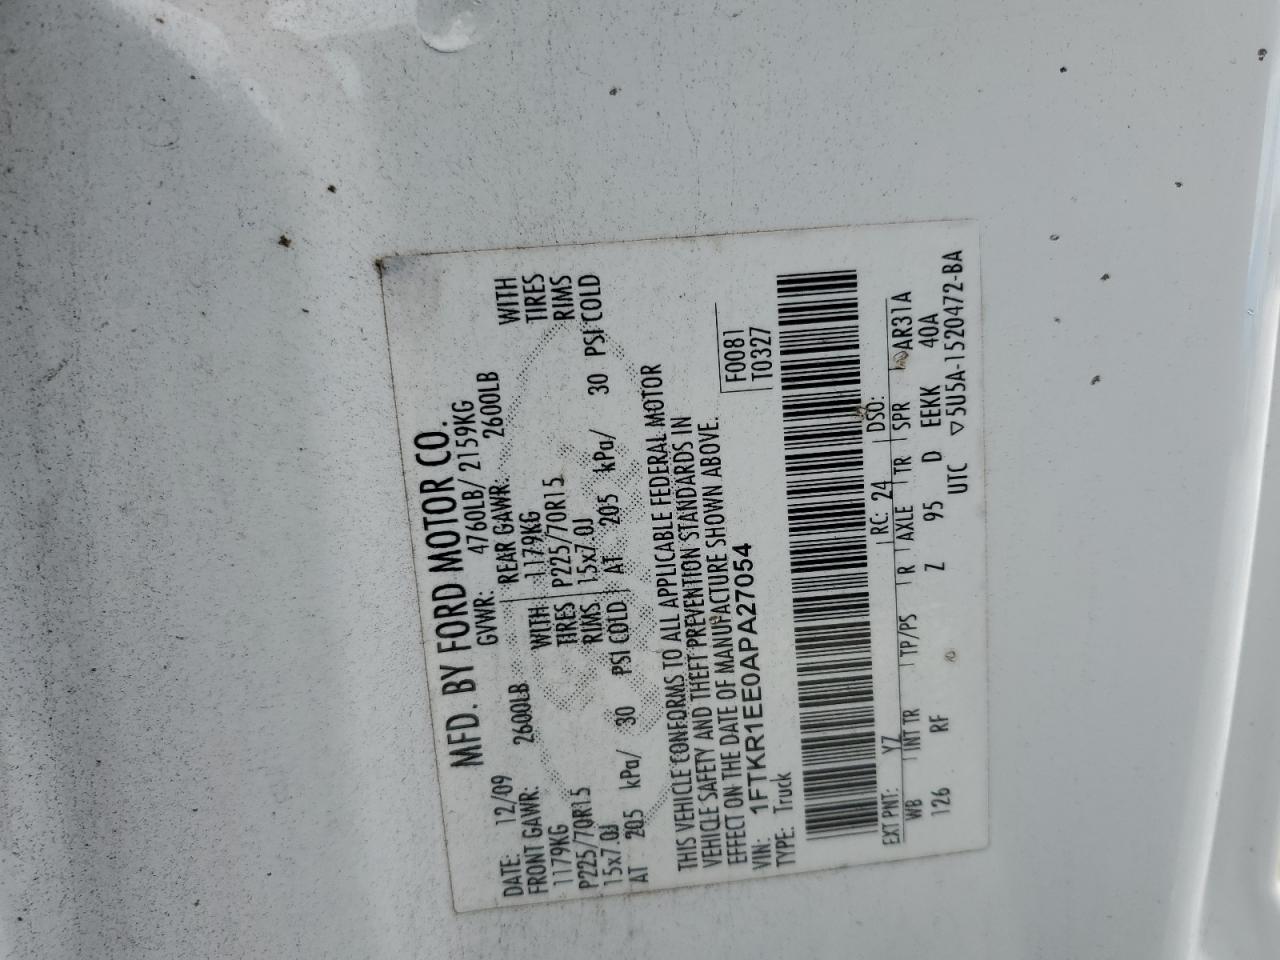 MFD. BY FORD MOTOR CO.
DATE: 12/09 GVWR: 4760LB/ 2159KG
FRONT GAWR: 2600LB REAR GAWR: 2600LB
1179KG WITH 1179KG WITH
P225/70R15 TIRES P225/70R15 TIRES
15x7.0J RIMS 15x7.0J RIMS
AT 205 kPa/ 30 PSI COLD AT 205 kPa/ 30 PSI COLD
THIS VEHICLE CONFORMS TO ALL APPLICABLE FEDERAL MOTOR
VEHICLE SAFETY AND THEFT PREVENTION STANDARDS IN
EFFECT ON THE DATE OF MANUFACTURE SHOWN ABOVE.
VIN: 1FTKR1EE0APA27054 F0081
TYPE: Truck T0327
EXT PNT: YZ RC: 24 DSO:
WB INT TR TP/PS R AXLE TR SPR AR31A
126 RF Z 95 D EEKK 40A
UTC ▽5U5A-1520472-BA